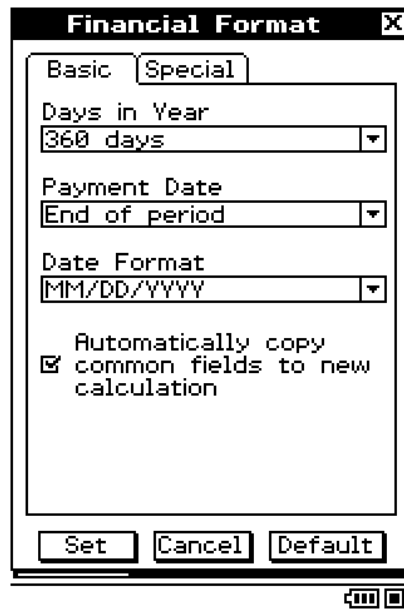 Financial Format
Basic Special
Days in Year
360 days
Payment Date
End of period
Date Format
MM/DD/YYYY
Automatically copy
common fields to new
calculation
Set Cancel Default